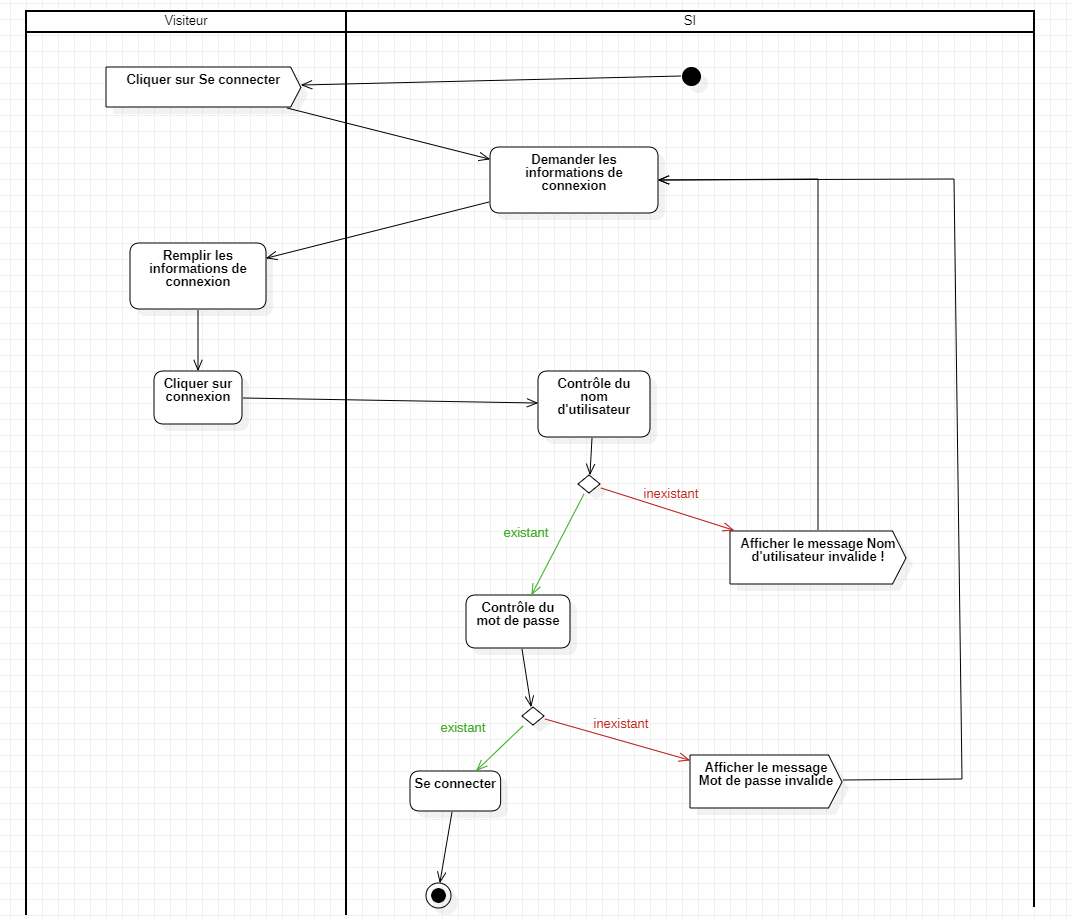 Visiteur
SI
Cliquer sur Se connecter
Demander les
informations de
connexion
Remplir les
informations de
connexion
Cliquer sur
connexion
Contrôle du
nom
d'utilisateur
inexistant
existant
Afficher le message Nom
d'utilisateur invalide !
Contrôle du
mot de passe
existant
inexistant
Se connecter
Afficher le message
Mot de passe invalide